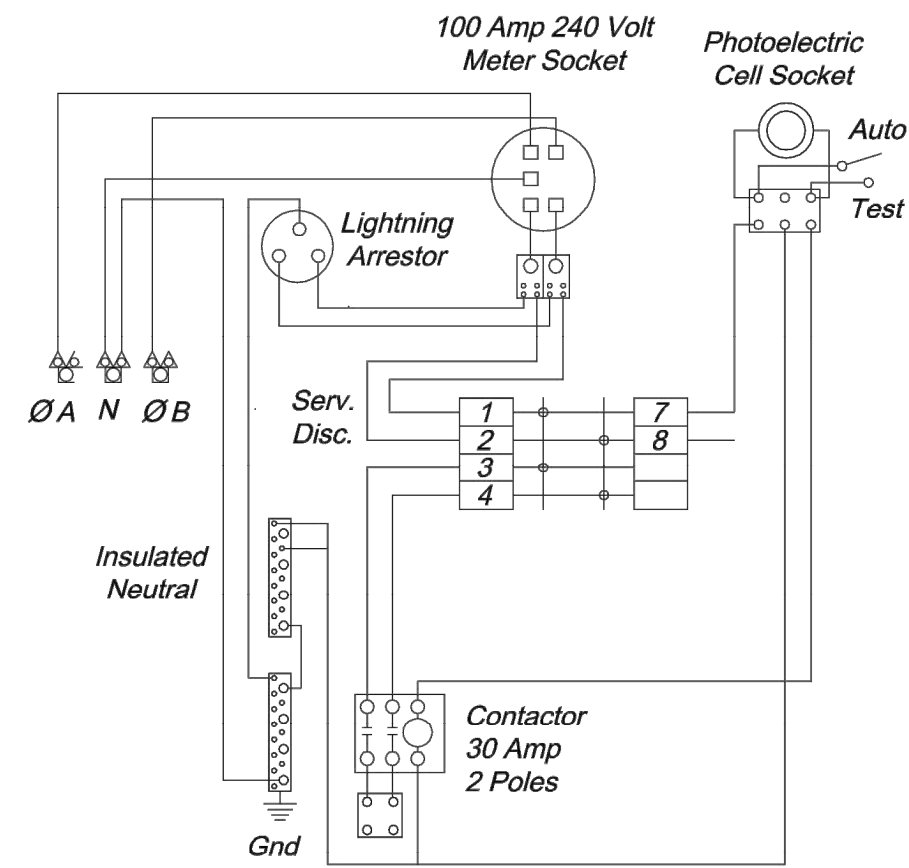 100 Amp 240 Volt
Meter Socket
Photoelectric
Cell Socket
Auto
Test
Lightning
Arrestor
ØA N ØB
Serv.
Disc.
1
2
3
4
7
8
Insulated
Neutral
Contactor
30 Amp
2 Poles
Gnd